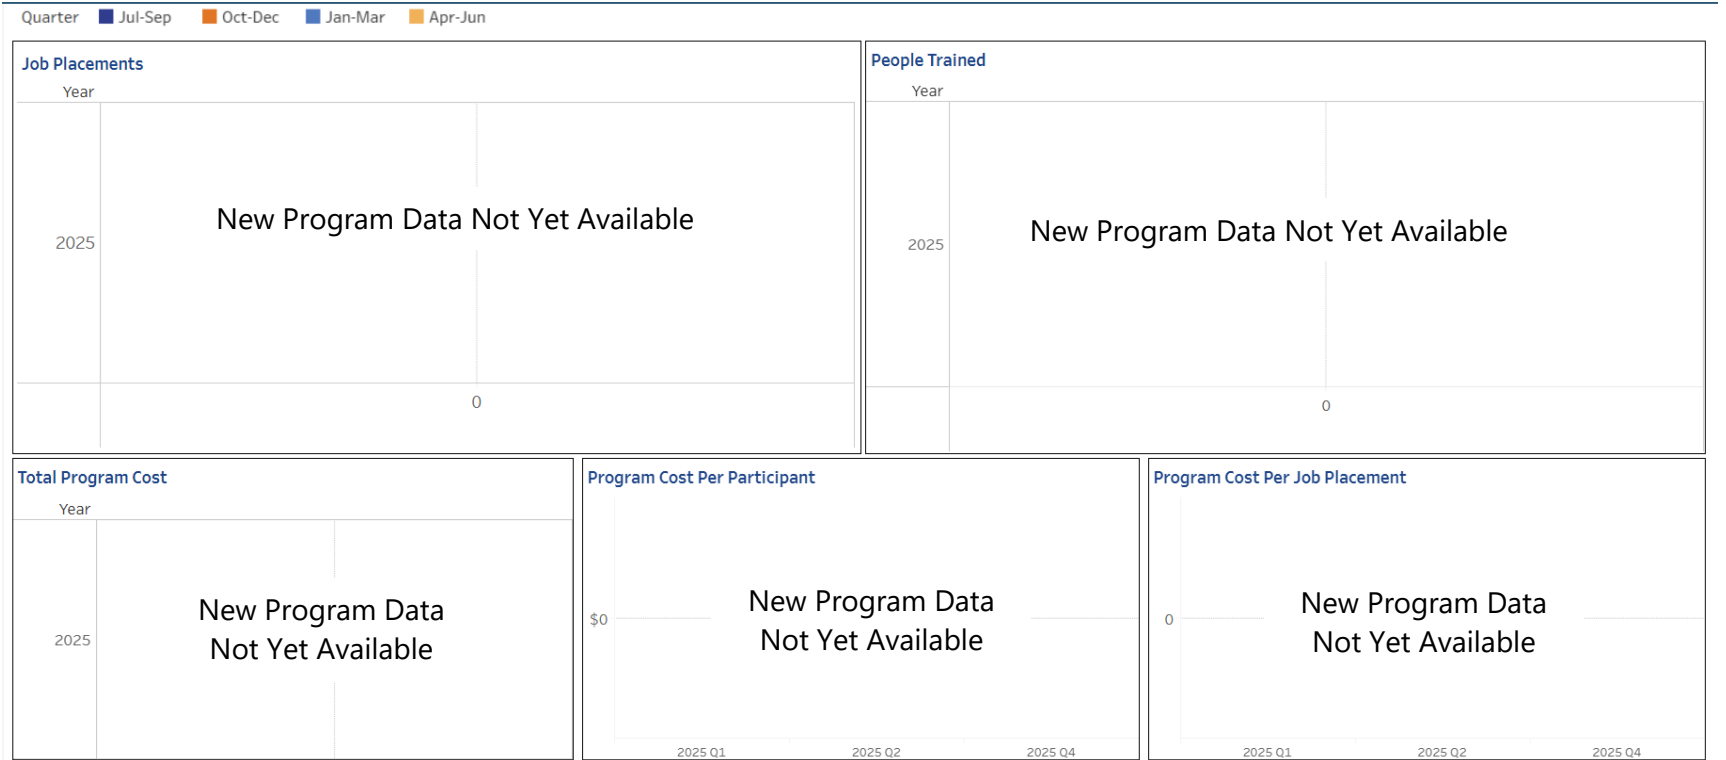 Quarter Jul-Sep Oct-Dec Jan-Mar Apr-Jun
Job Placements
Year
New Program Data Not Yet Available
2025
0
People Trained
Year
New Program Data Not Yet Available
2025
0
Total Program Cost
Year
New Program Data
Not Yet Available
2025
Program Cost Per Participant
New Program Data
$0
Not Yet Available
2025 Q1 2025 Q2 2025 Q4
Program Cost Per Job Placement
New Program Data
0
Not Yet Available
2025 Q1 2025 Q2 2025 Q4